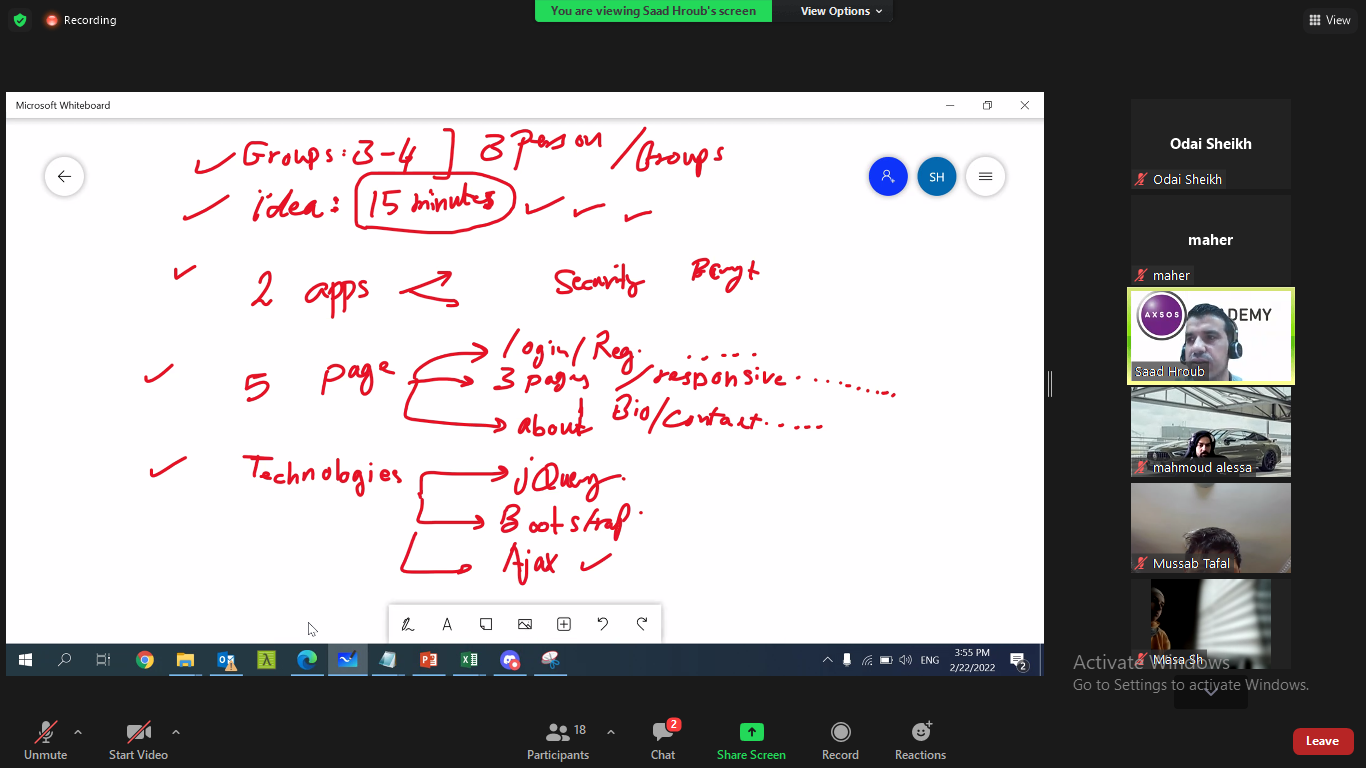 Recording
You are viewing Saad Hroub's screen
View Options
View
Microsoft Whiteboard
Groups: 3-4 ] 3 person / Groups
idea: 15 minutes
2 apps Security Bcrypt
5 page
login/Reg. .....
3 pages /responsive ........
about Bio/Contact.....
Technologies
jQuery.
Bootstrap.
Ajax
SH
ENG
3:55 PM
2/22/2022
2
Odai Sheikh
Odai Sheikh
maher
maher
AXSOS
DEMY
Saad Hroub
mahmoud alessa
Mussab Tafal
Masa Sh
Activate Windows
Go to Settings to activate Windows.
Unmute
Start Video
18
Participants
2
Chat
Share Screen
Record
Reactions
Leave